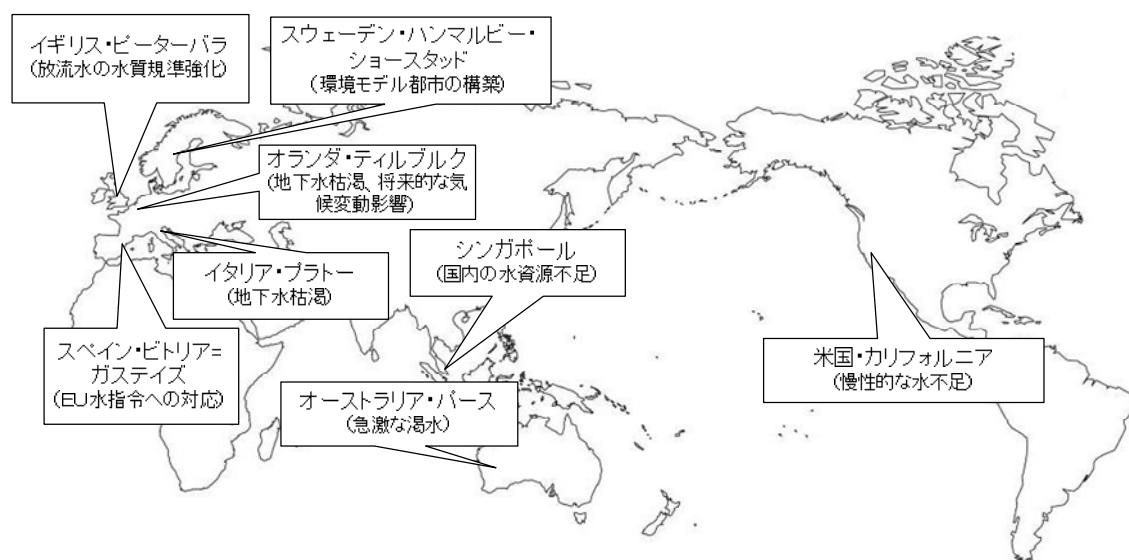 イギリス・ピーターバラ
(放流水の水質規準強化)
スウェーデン・ハンマルビー・
ショースタッド
(環境モデル都市の構築)
オランダ・ティルブルク
(地下水枯渇、将来的な気
候変動影響)
シンガポール
(国内の水資源不足)
イタリア・プラトー
(地下水枯渇)
スペイン・ビトリア=
ガステイズ
(EU水指令への対応)
米国・カリフォルニア
(慢性的な水不足)
オーストラリア・パース
(急激な渇水)